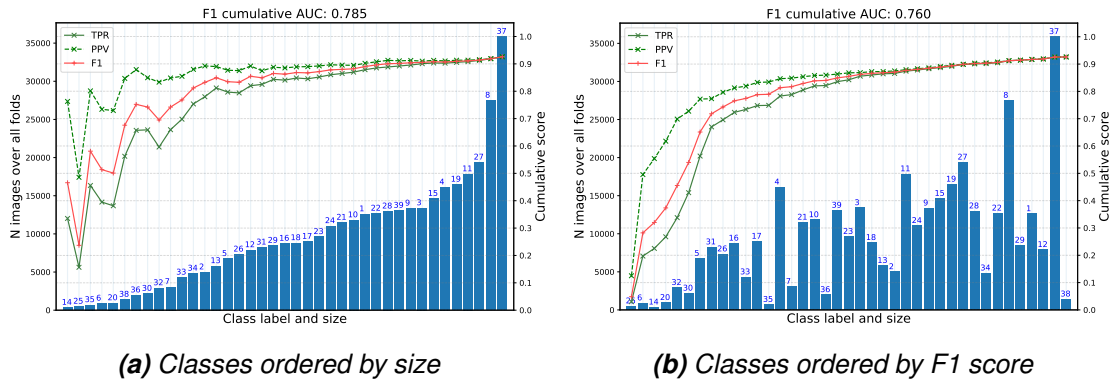 F1 cumulative AUC: 0.785
TPR
PPV
F1
N images over all folds
35000
30000
25000
20000
15000
10000
5000
0
14 25 35 6 20 38 36 30 32 7 33 34 2 13 5 26 12 31 29 16 18 17 23 24 21 10 1 22 28 39 9 3 15 4 19 11 27 8 37
1.0
0.9
0.8
0.7
0.6
0.5
0.4
0.3
0.2
0.1
0.0
Cumulative score
Class label and size
(a) Classes ordered by size
F1 cumulative AUC: 0.760
TPR
PPV
F1
N images over all folds
35000
30000
25000
20000
15000
10000
5000
0
6 14 20 32 30 5 31 26 16 33 17 35 4 7 21 10 36 39 23 3 18 13 2 11 24 9 15 19 27 28 34 22 8 29 1 12 37 38
1.0
0.9
0.8
0.7
0.6
0.5
0.4
0.3
0.2
0.1
0.0
Cumulative score
Class label and size
(b) Classes ordered by F1 score